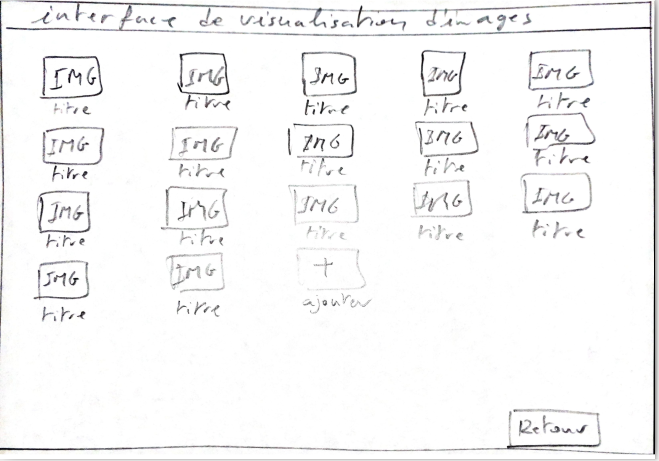 interface de visualisation d'images
IMG IMG IMG IMG IMG
titre titre titre titre titre
IMG IMG IMG IMG IMG
titre titre titre titre titre
IMG IMG IMG IMG IMG
titre titre titre titre titre
IMG IMG +
titre titre ajouter
Retour